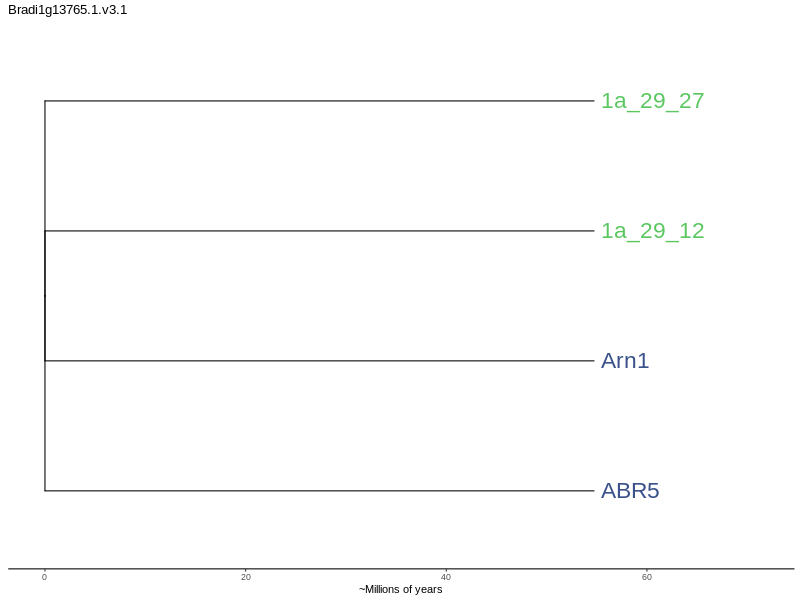 Bradi1g13765.1.v3.1
1a_29_27
1a_29_12
Arn1
ABR5
0 20 40 60
~Millions of years